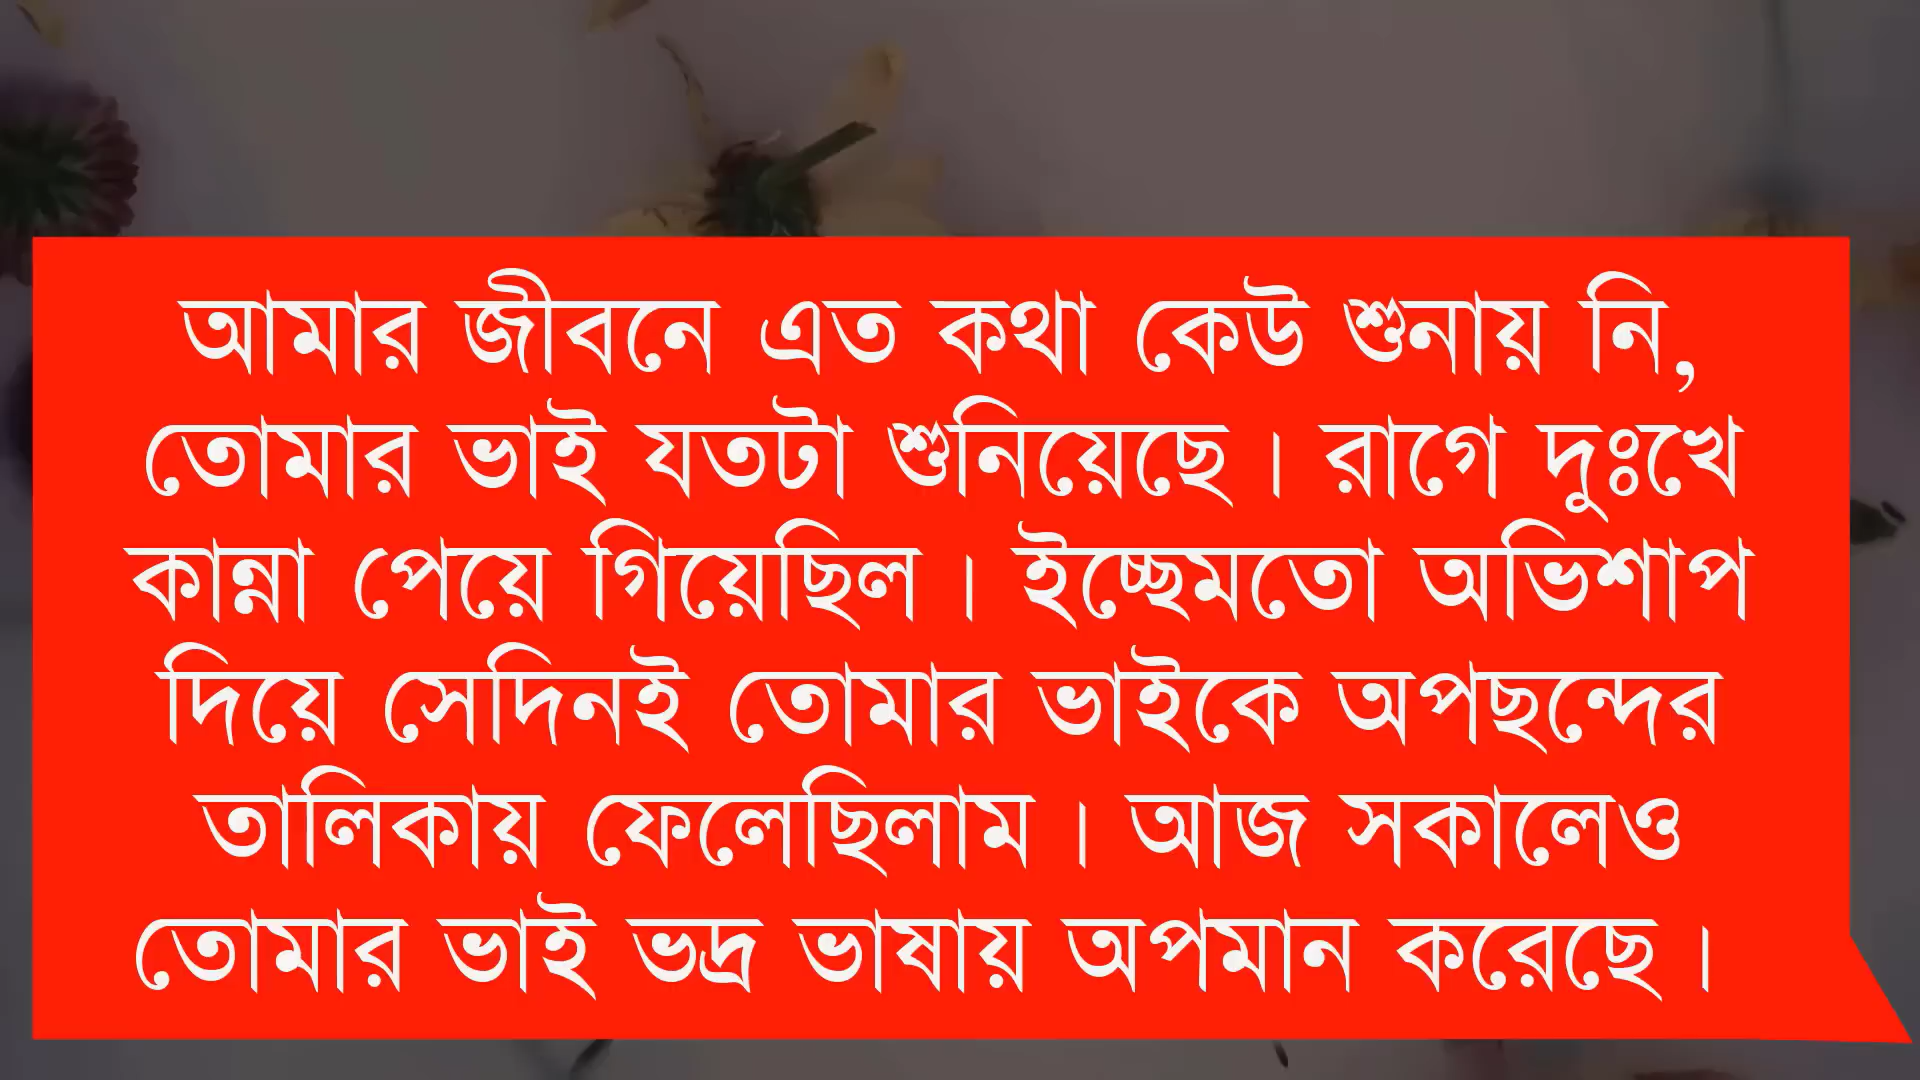 আমার জীবনে এত কথা কেউ শুনায় নি,
তোমার ভাই যতটা শুনিয়েছে। রাগে দুঃখে
কান্না পেয়ে গিয়েছিল। ইচ্ছেমতো অভিশাপ
দিয়ে সেদিনই তোমার ভাইকে অপছন্দের
তালিকায় ফেলেছিলাম। আজ সকালেও
তোমার ভাই ভদ্র ভাষায় অপমান করেছে।